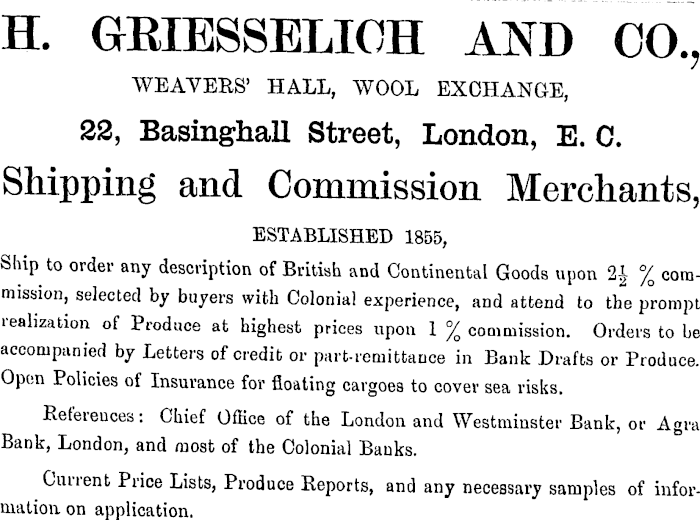 H. GRIESSELICH AND CO.,
WEAVERS' HALL, WOOL EXCHANGE,
22, Basinghall Street, London, E. C.
Shipping and Commission Merchants,
ESTABLISHED 1855,
Ship to order any description of British and Continental Goods upon 2½ % com-
mission, selected by buyers with Colonial experience, and attend to the prompt
realization of Produce at highest prices upon 1 % commission. Orders to be
accompanied by Letters of credit or part-remittance in Bank Drafts or Produce.
Open Policies of Insurance for floating cargoes to cover sea risks.
References: Chief Office of the London and Westminster Bank, or Agra
Bank, London, and most of the Colonial Banks.
Current Price Lists, Produce Reports, and any necessary samples of infor-
mation on application.